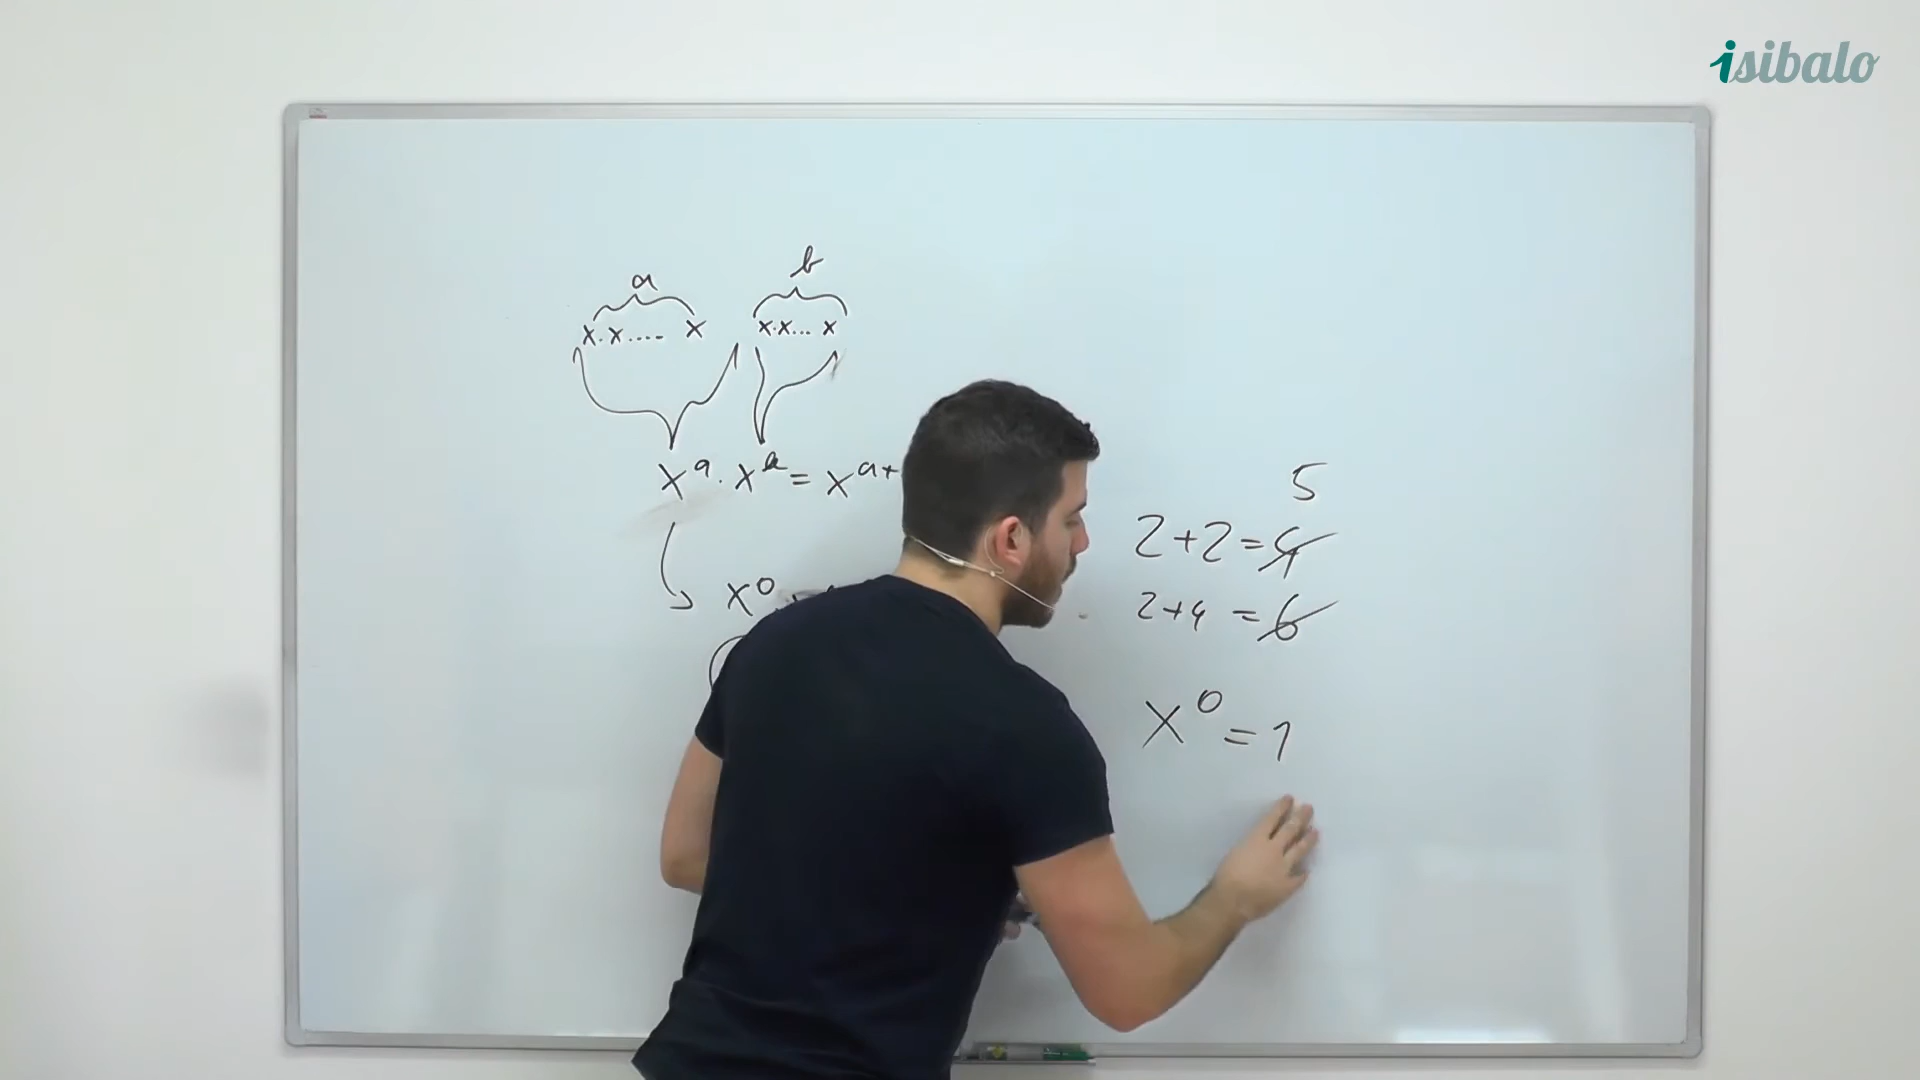 isibalo
a b
x.x.... x x.x... x
x^a . x^b = x^a+
5
2+2=4
x^0
2+4 = 6
x^0 = 1